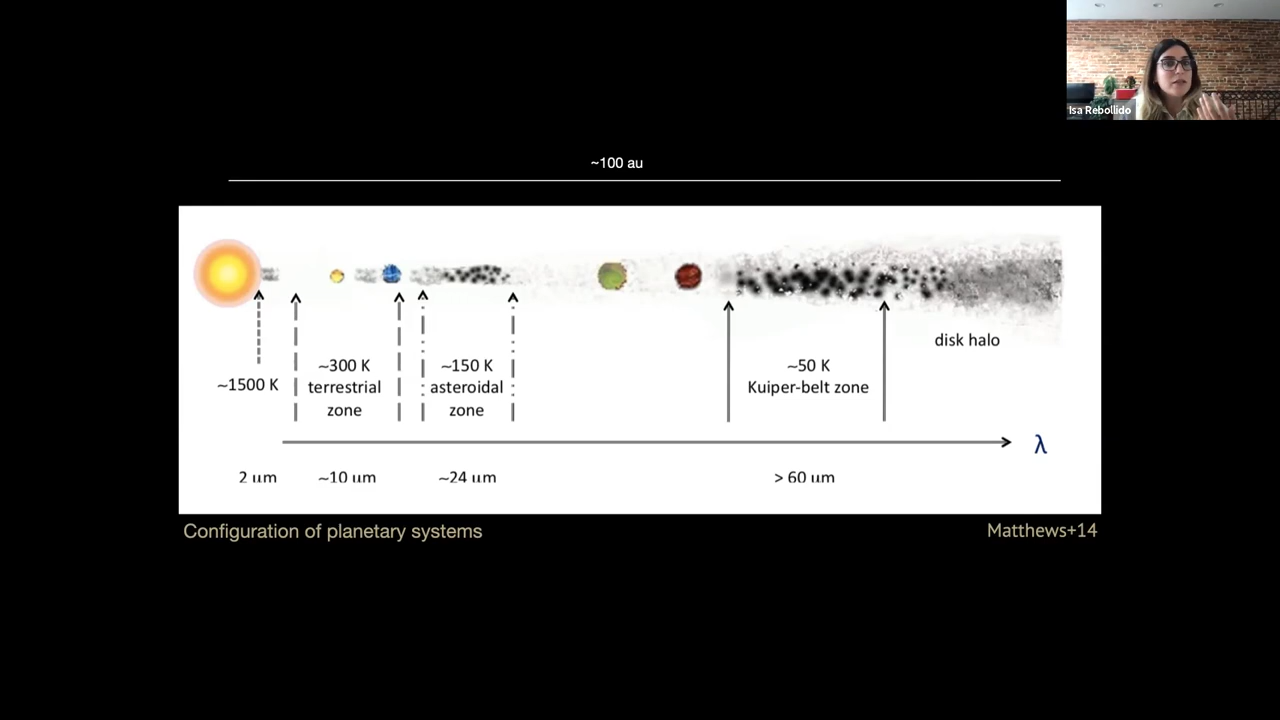 Isa Rebollido
~100 au
~1500 K
~300 K
terrestrial
zone
~150 K
asteroidal
zone
~50 K
Kuiper-belt zone
disk halo
λ
2 um
~10 um
~24 um
> 60 um
Configuration of planetary systems
Matthews+14